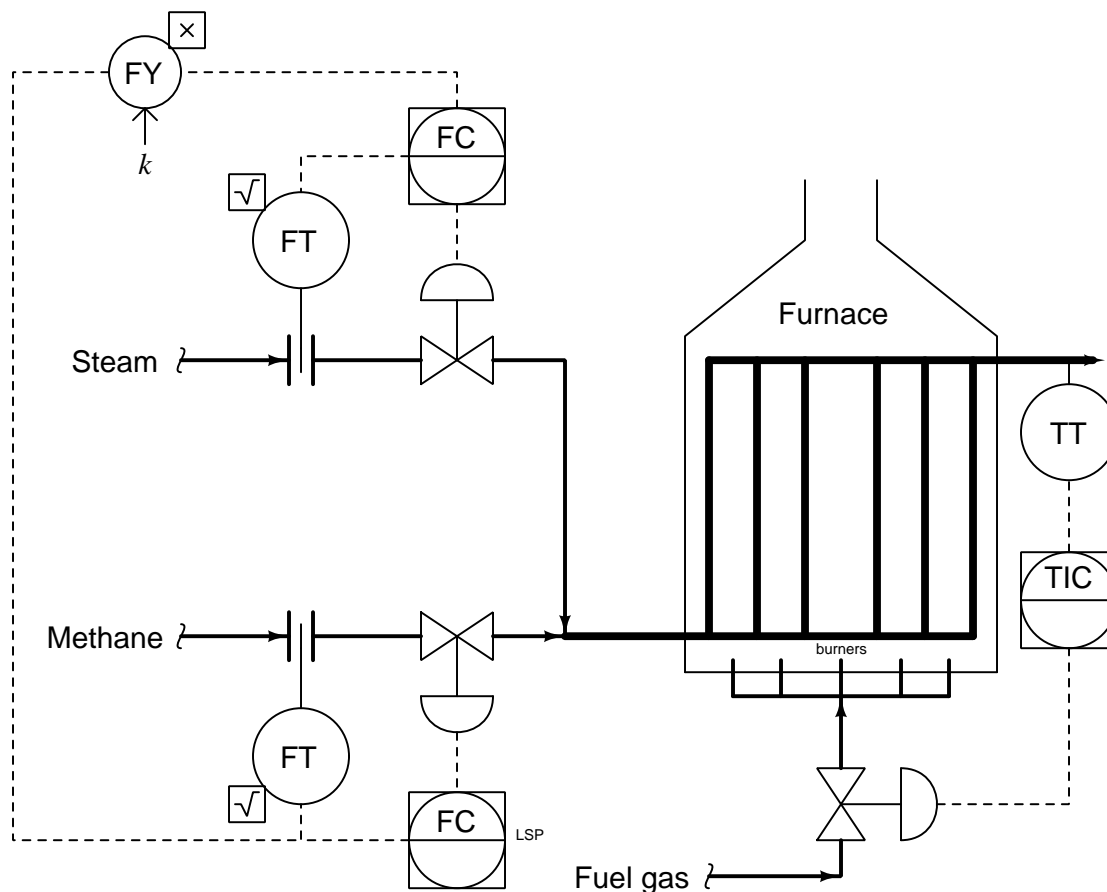 ×
FY
FC
k
√
FT
Furnace
Steam
TT
TIC
Methane
burners
FT
√
FC
LSP
Fuel gas